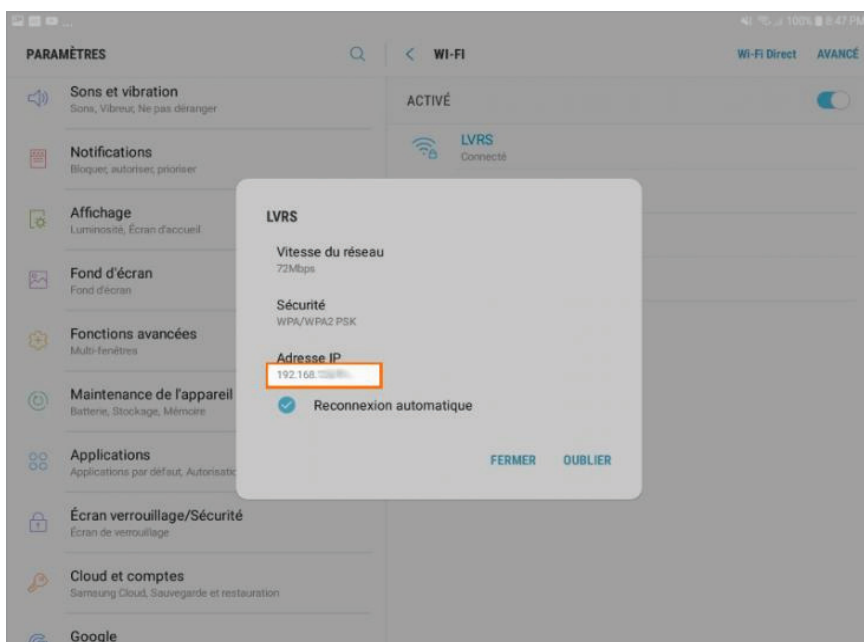 100% 8:47 PM
PARAMÈTRES
WI-FI
Wi-Fi Direct AVANCÉ
Sons et vibration
Sons, Vibreur, Ne pas déranger
ACTIVÉ
LVRS
Connecté
Notifications
Bloquer, autoriser, prioriser
Affichage
Luminosité, Écran d'accueil
Fond d'écran
Fond d'écran
Fonctions avancées
Multi-fenêtres
Maintenance de l'appareil
Batterie, Stockage, Mémoire
Applications
Applications par défaut,
Écran verrouillage/Sécurité
Écran de verrouillage
Cloud et comptes
Samsung Cloud, Sauvegarde et restauration
Google
LVRS
Vitesse du réseau
72Mbps
Sécurité
WPA/WPA2 PSK
Adresse IP
192.168.
Reconnexion automatique
FERMER OUBLIER